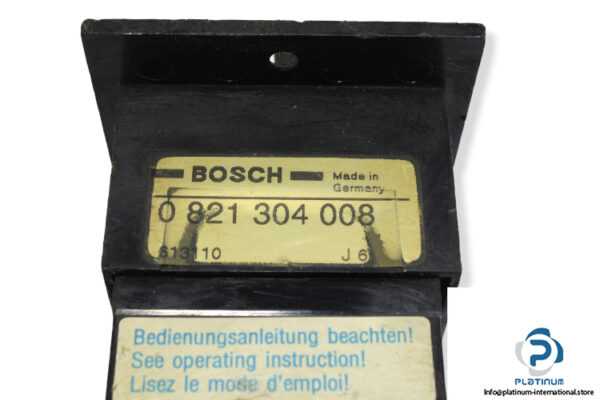 BOSCH
Made in
Germany
0 821 304 008
613110 J 6
Bedienungsanleitung beachten!
See operating instruction!
Lisez le mode d'emploi!
PLATINUM
Info@platinum-international.store